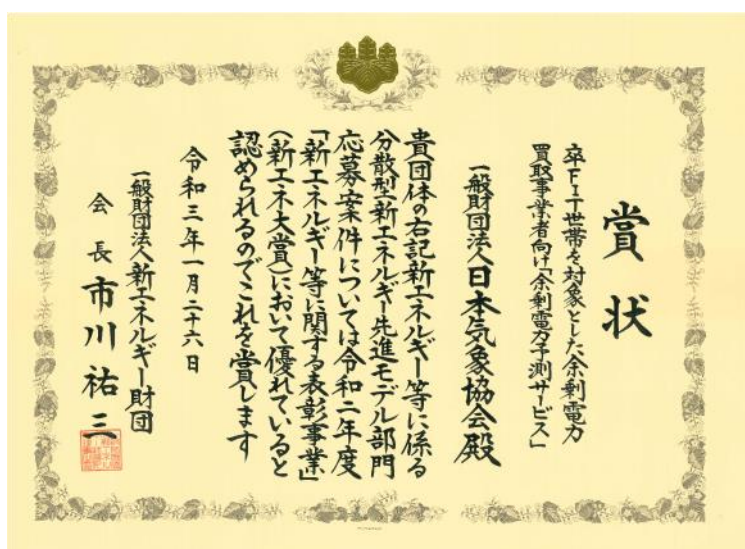 賞状
卒FIT世帯を対象とした余剰電力
買取事業者向け「余剰電力予測サービス」
一般財団法人日本気象協会殿
貴団体の右記新エネルギー等に係る
分散型新エネルギー先進モデル部門
応募案件については令和二年度
「新エネルギー等に関する表彰事業」
(新エネ大賞)において優れていると
認められるのでこれを賞します
令和三年一月二十六日
一般財団法人新エネルギー財団
会長市川祐三